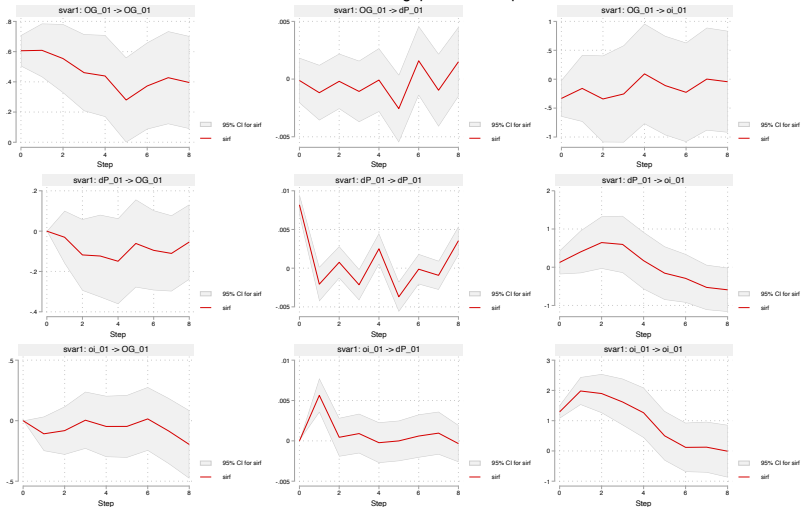 svar1: OG_01 -> OG_01
.8
.6
.4
.2
0
0 2 4 6 8
Step
95% CI for sirf
sirf
svar1: OG_01 -> dP_01
.005
0
-.005
0 2 4 6 8
Step
95% CI for sirf
sirf
svar1: OG_01 -> oi_01
1
.5
0
-.5
-1
0 2 4 6 8
Step
95% CI for sirf
sirf
svar1: dP_01 -> OG_01
.2
0
-.2
-.4
0 2 4 6 8
Step
95% CI for sirf
sirf
svar1: dP_01 -> dP_01
.01
.005
0
-.005
0 2 4 6 8
Step
95% CI for sirf
sirf
svar1: dP_01 -> oi_01
2
1
0
-1
0 2 4 6 8
Step
95% CI for sirf
sirf
svar1: oi_01 -> OG_01
.5
0
-.5
0 2 4 6 8
Step
95% CI for sirf
sirf
svar1: oi_01 -> dP_01
.01
.005
0
-.005
0 2 4 6 8
Step
95% CI for sirf
sirf
svar1: oi_01 -> oi_01
3
2
1
0
-1
0 2 4 6 8
Step
95% CI for sirf
sirf